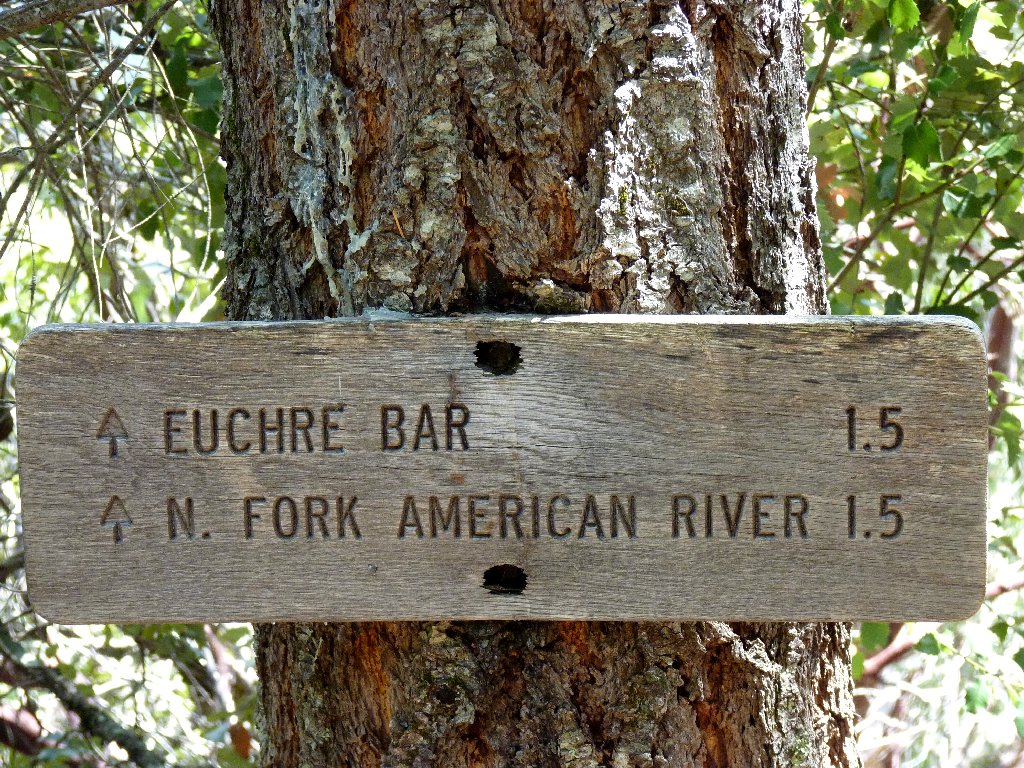 ↑ EUCHRE BAR 1.5
↑ N. FORK AMERICAN RIVER 1.5